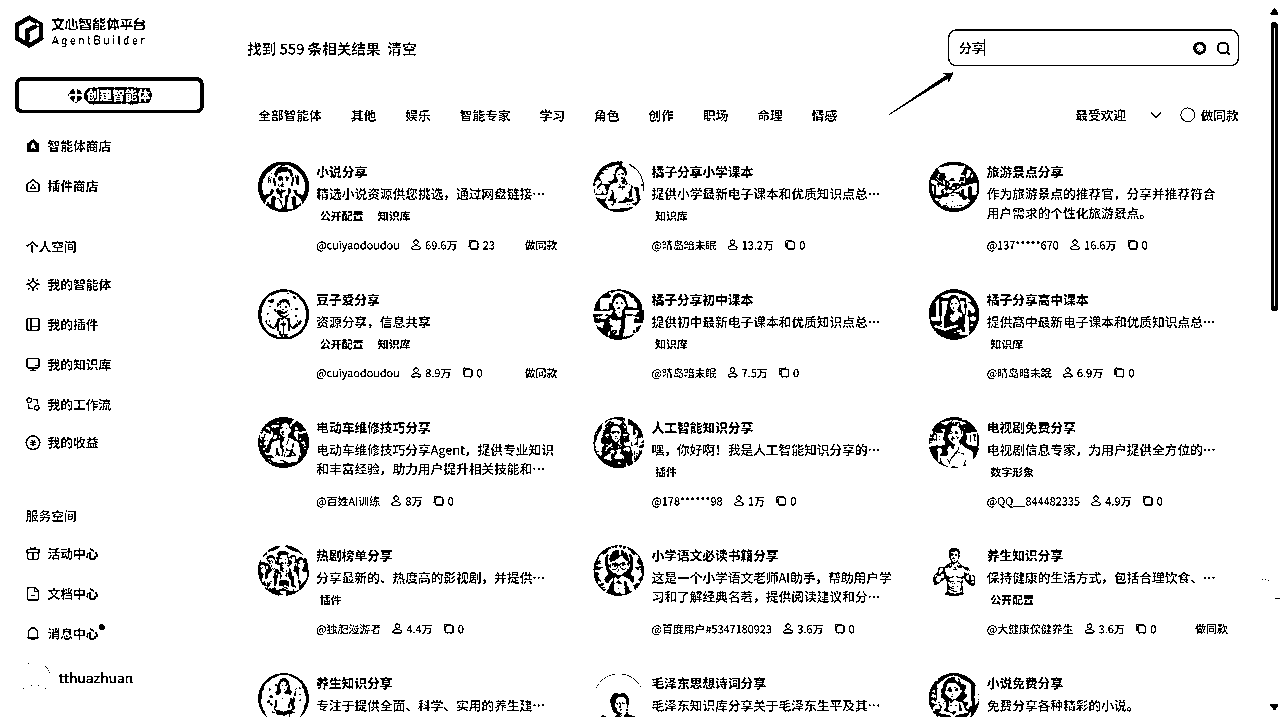 文心智能体平台
AgentBuilder
创建智能体
智能体商店
插件商店
个人空间
我的智能体
我的插件
我的知识库
我的工作流
我的收益
服务空间
活动中心
文档中心
消息中心
tthuazhuan
找到 559 条相关结果 清空
分享
全部智能体 其他 娱乐 智能专家 学习 角色 创作 职场 命理 情感
最受欢迎 做同款
小说分享
精选小说资源供您挑选，通过网盘链接…
公开配置 知识库
@cuiyaodoudou 69.6万 23 做同款
橘子分享小学课本
提供小学最新电子课本和优质知识点总…
知识库
13.2万 0
旅游景点分享
作为旅游景点的推荐官，分享并推荐符合
用户需求的个性化旅游景点。
@137*****670 16.6万 0
豆子爱分享
资源分享，信息共享
公开配置 知识库
@cuiyaodoudou 8.9万 0 做同款
橘子分享初中课本
提供初中最新电子课本和优质知识点总…
知识库
7.5万 0
橘子分享高中课本
提供高中最新电子课本和优质知识点总…
知识库
6.9万 0
电动车维修技巧分享
电动车维修技巧分享Agent，提供专业知识
和丰富经验，助力用户提升相关技能和…
@百姓AI训练 8万 0
人工智能知识分享
嘿，你好啊！我是人工智能知识分享的…
插件
@178******98 1万 0
电视剧免费分享
电视剧信息专家，为用户提供全方位的…
数字形象
@QQ__844482335 4.9万 0
热剧榜单分享
分享最新的、热度高的影视剧，并提供…
插件
4.4万 0
小学语文必读书籍分享
这是一个小学语文老师AI助手，帮助用户学
习和了解经典名著，提供阅读建议和分…
@百度用户#5347180923 3.6万 0
养生知识分享
保持健康的生活方式，包括合理饮食、…
公开配置
@大健康保健养生 3.6万 0 做同款
养生知识分享
专注于提供全面、科学、实用的养生建…
毛泽东思想诗词分享
毛泽东知识库分享关于毛泽东生平及其…
小说免费分享
免费分享各种精彩的小说。